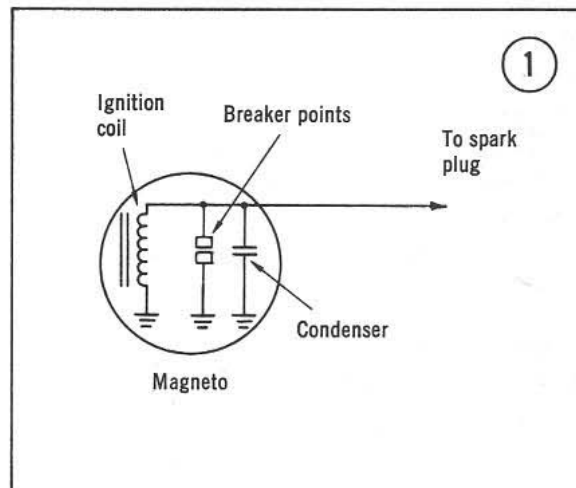 1
Ignition
coil
Breaker points
To spark
plug
Condenser
Magneto